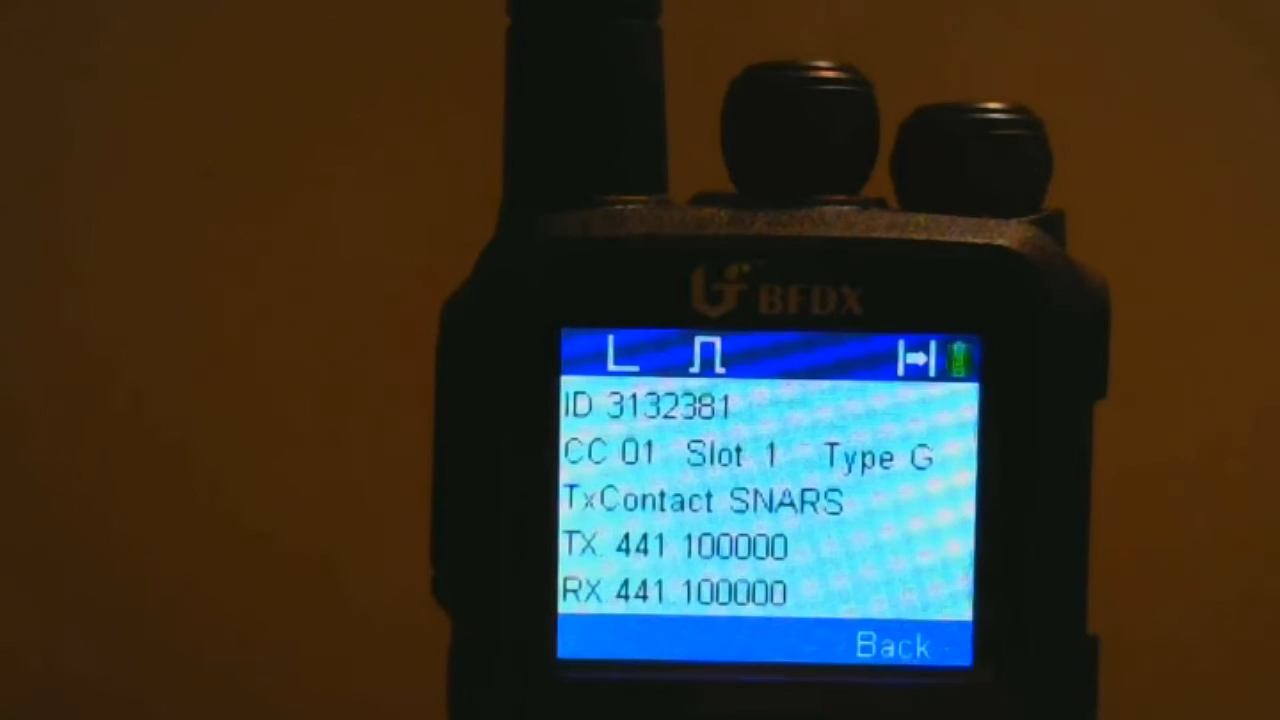 BFDX
ID 3132381
CC 01 Slot 1 Type G
TxContact SNARS
TX 441.100000
RX 441.100000
Back